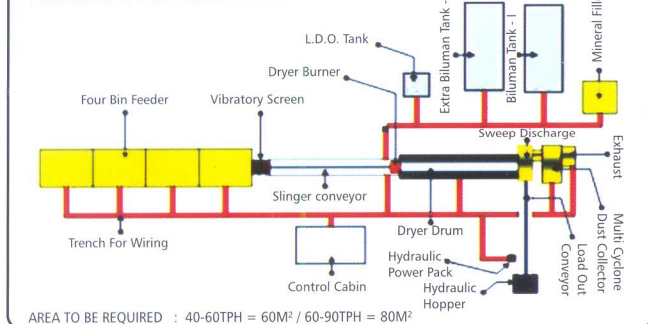 L.D.O. Tank
Extra Biluman Tank -
Biluman Tank - I
Mineral Fill
Dryer Burner
Four Bin Feeder
Vibratory Screen
Sweep Discharge
Exhaust
Slinger conveyor
Trench For Wiring
Dryer Drum
Multi Cyclone
Dust Collector
Load Out
Conveyor
Hydraulic
Power Pack
Control Cabin
Hydraulic
Hopper
AREA TO BE REQUIRED : 40-60TPH = 60M² / 60-90TPH = 80M²